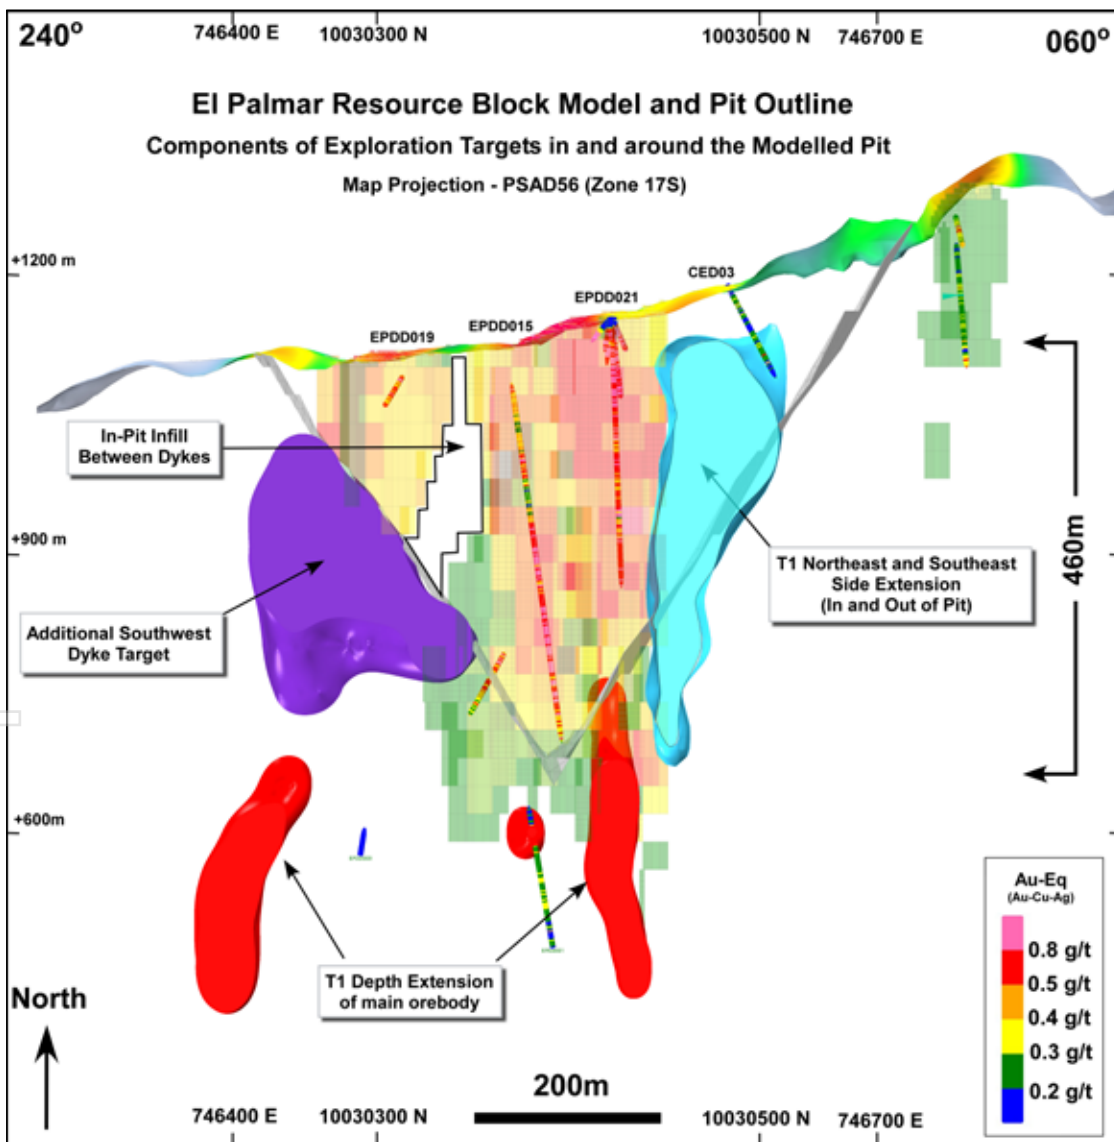 240°
746400 E
10030300 N
10030500 N
746700 E
060°
El Palmar Resource Block Model and Pit Outline
Components of Exploration Targets in and around the Modelled Pit
Map Projection - PSAD56 (Zone 17S)
+1200 m
CED03
EPDD021
EPDD015
EPDD019
In-Pit Infill
Between Dykes
+900 m
T1 Northeast and Southeast
Side Extension
(In and Out of Pit)
460m
Additional Southwest
Dyke Target
+600m
T1 Depth Extension
of main orebody
Au-Eq
(Au-Cu-Ag)
0.8 g/t
0.5 g/t
0.4 g/t
0.3 g/t
0.2 g/t
North
200m
746400 E
10030300 N
10030500 N
746700 E